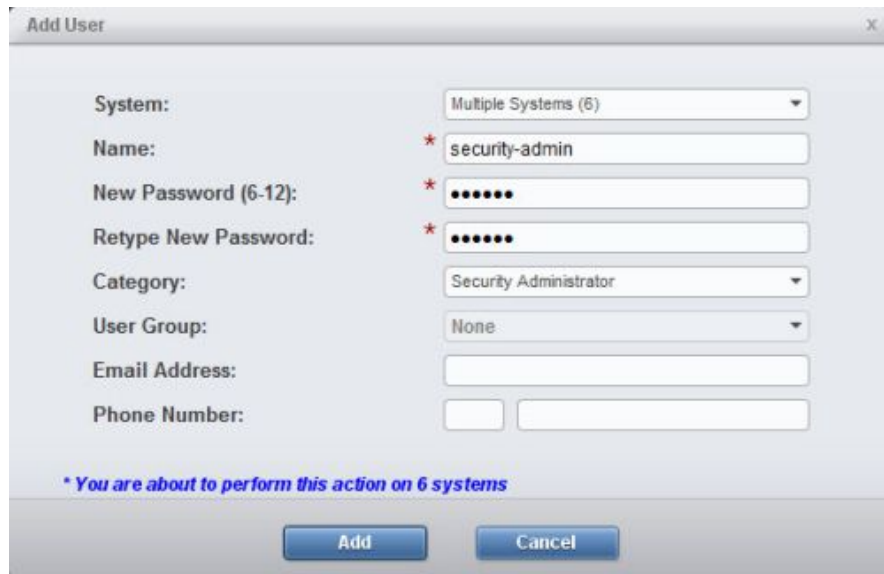 Add User x
System: Multiple Systems (6)
Name: * security-admin
New Password (6-12): * ••••••
Retype New Password: * ••••••
Category: Security Administrator
User Group: None
Email Address:
Phone Number:
* You are about to perform this action on 6 systems
Add Cancel